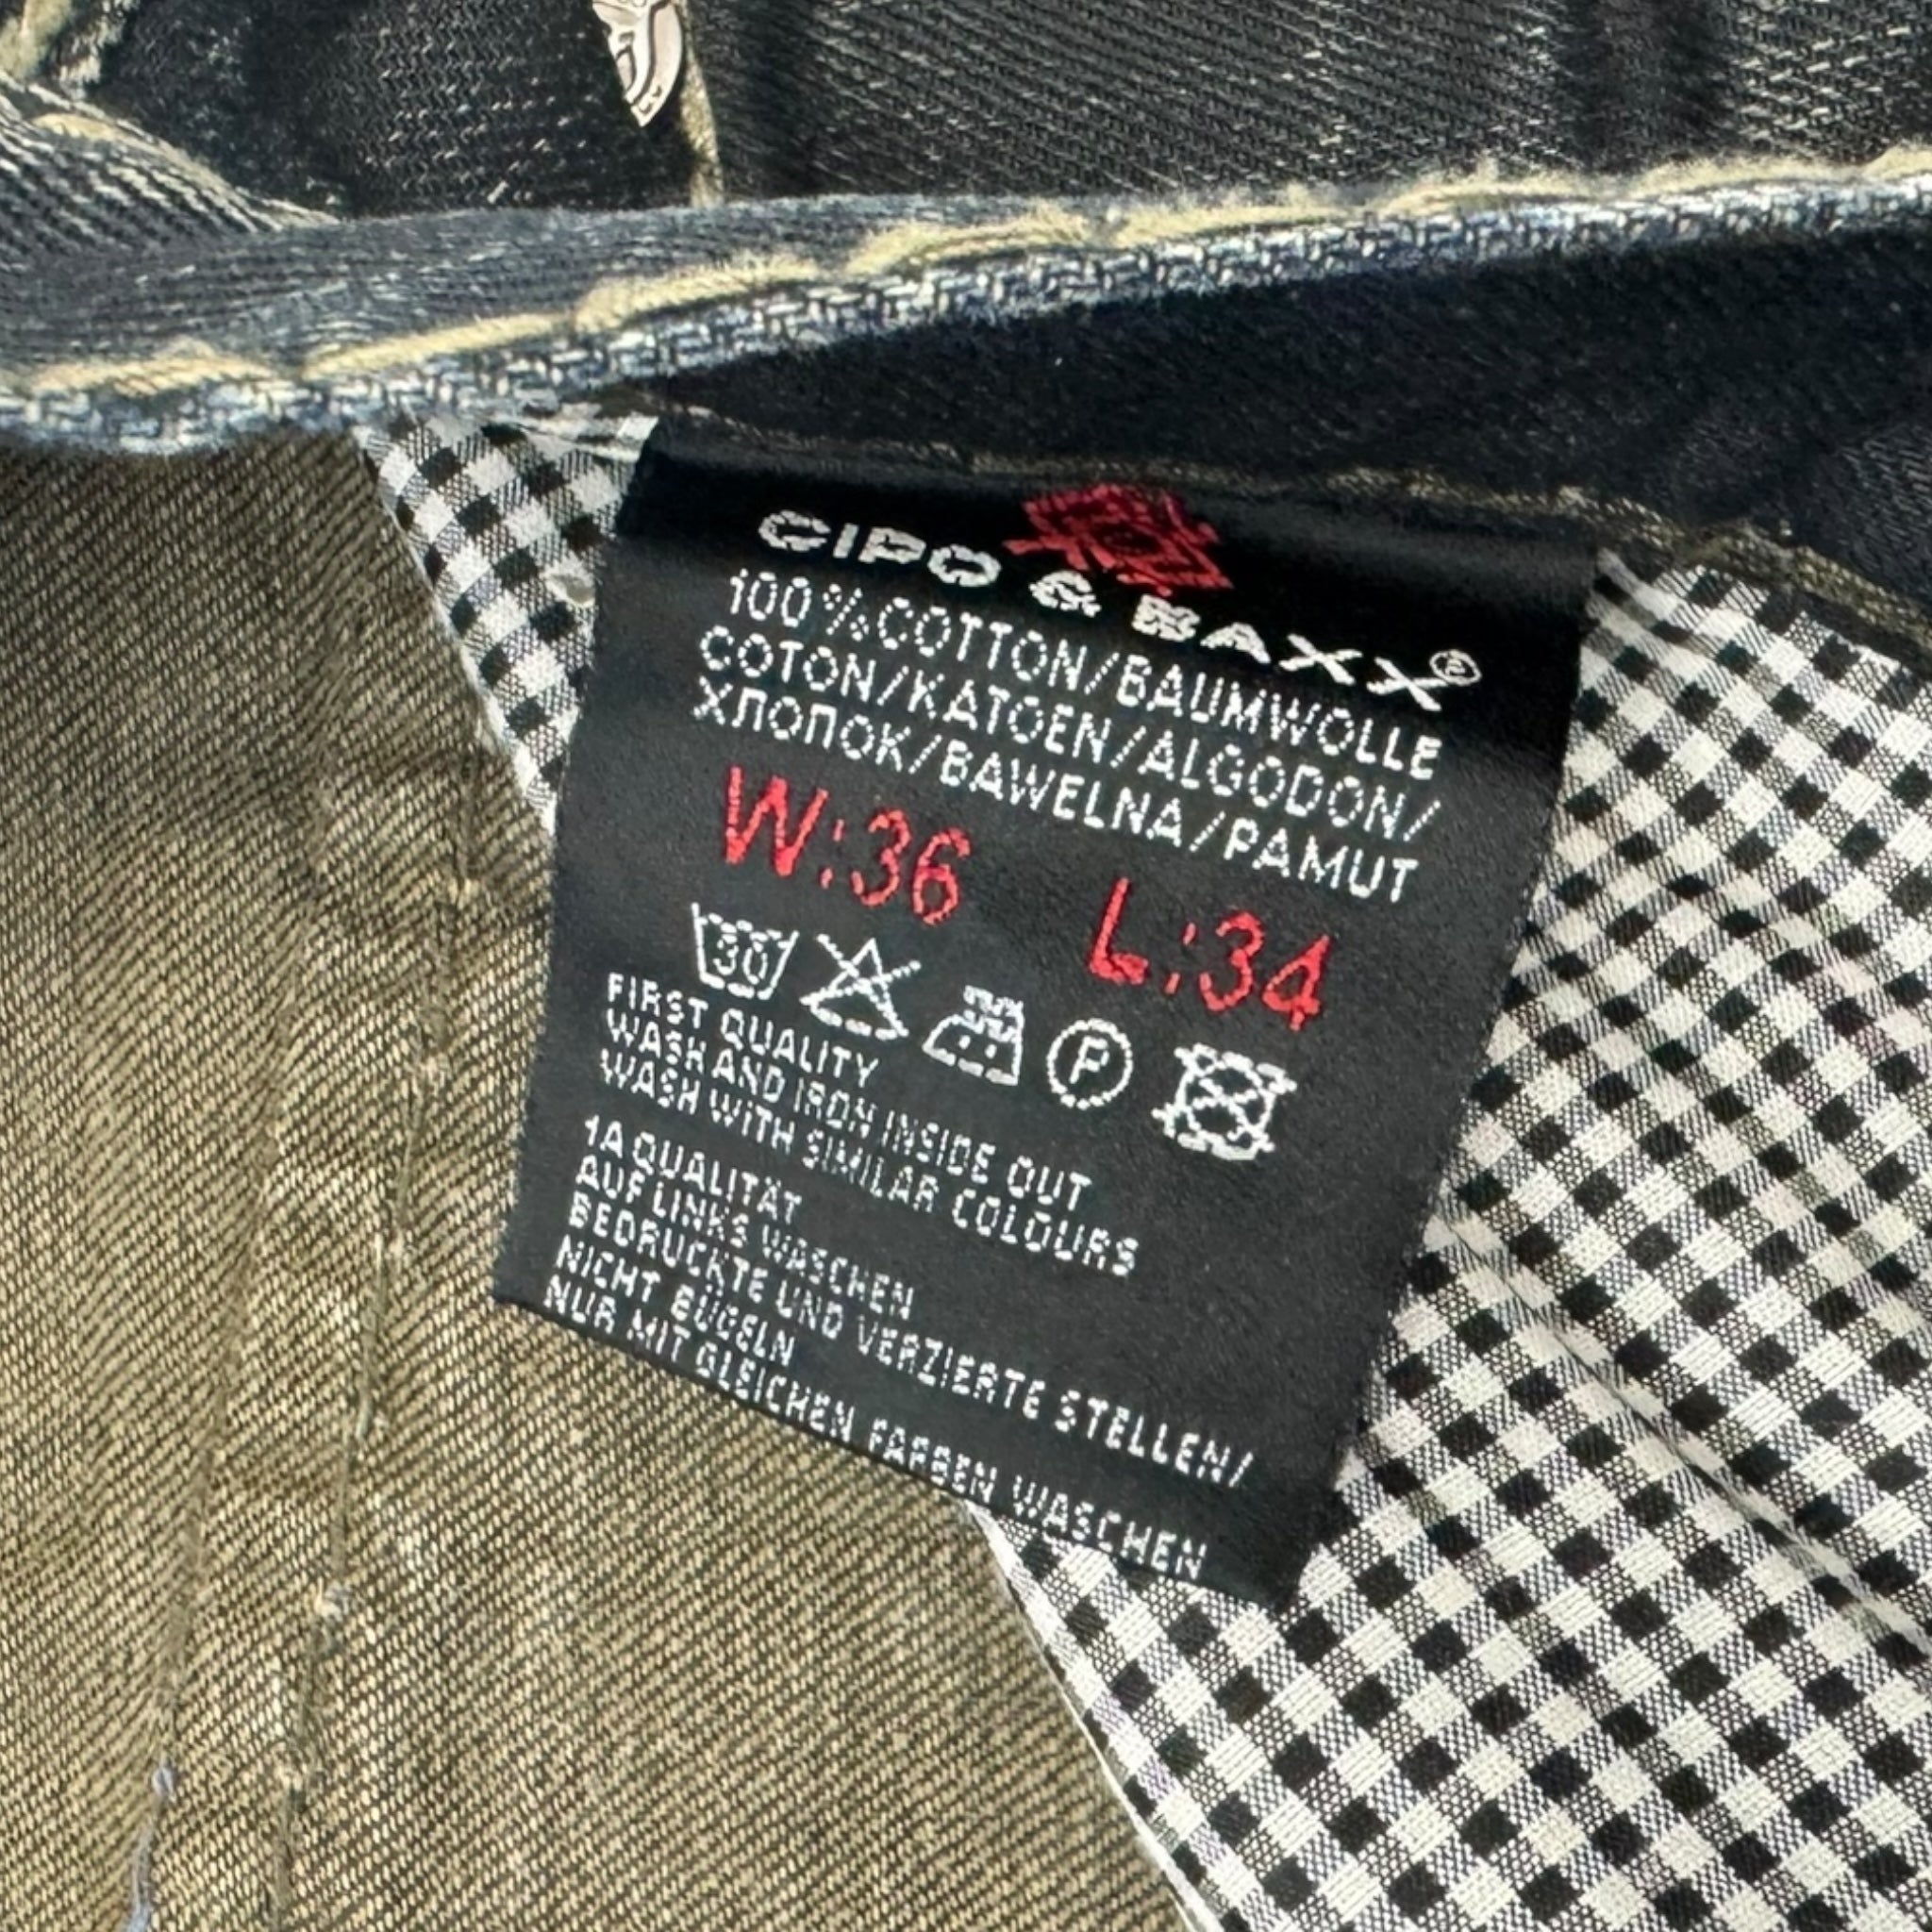 CIPO & BAXX®
100%COTTON/BAUMWOLLE
COTON/KATOEN/ALGODON/
ХЛОПОК/BAWELNA/PAMUT
W:36 L:34
30 P
FIRST QUALITY
WASH AND IRON INSIDE OUT
WASH WITH SIMILAR COLOURS
1A QUALITÄT
AUF LINKS WASCHEN
BEDRUCKTE UND VERZIERTE STELLEN/
NICHT BÜGELN
NUR MIT GLEICHEN FARBEN WASCHEN